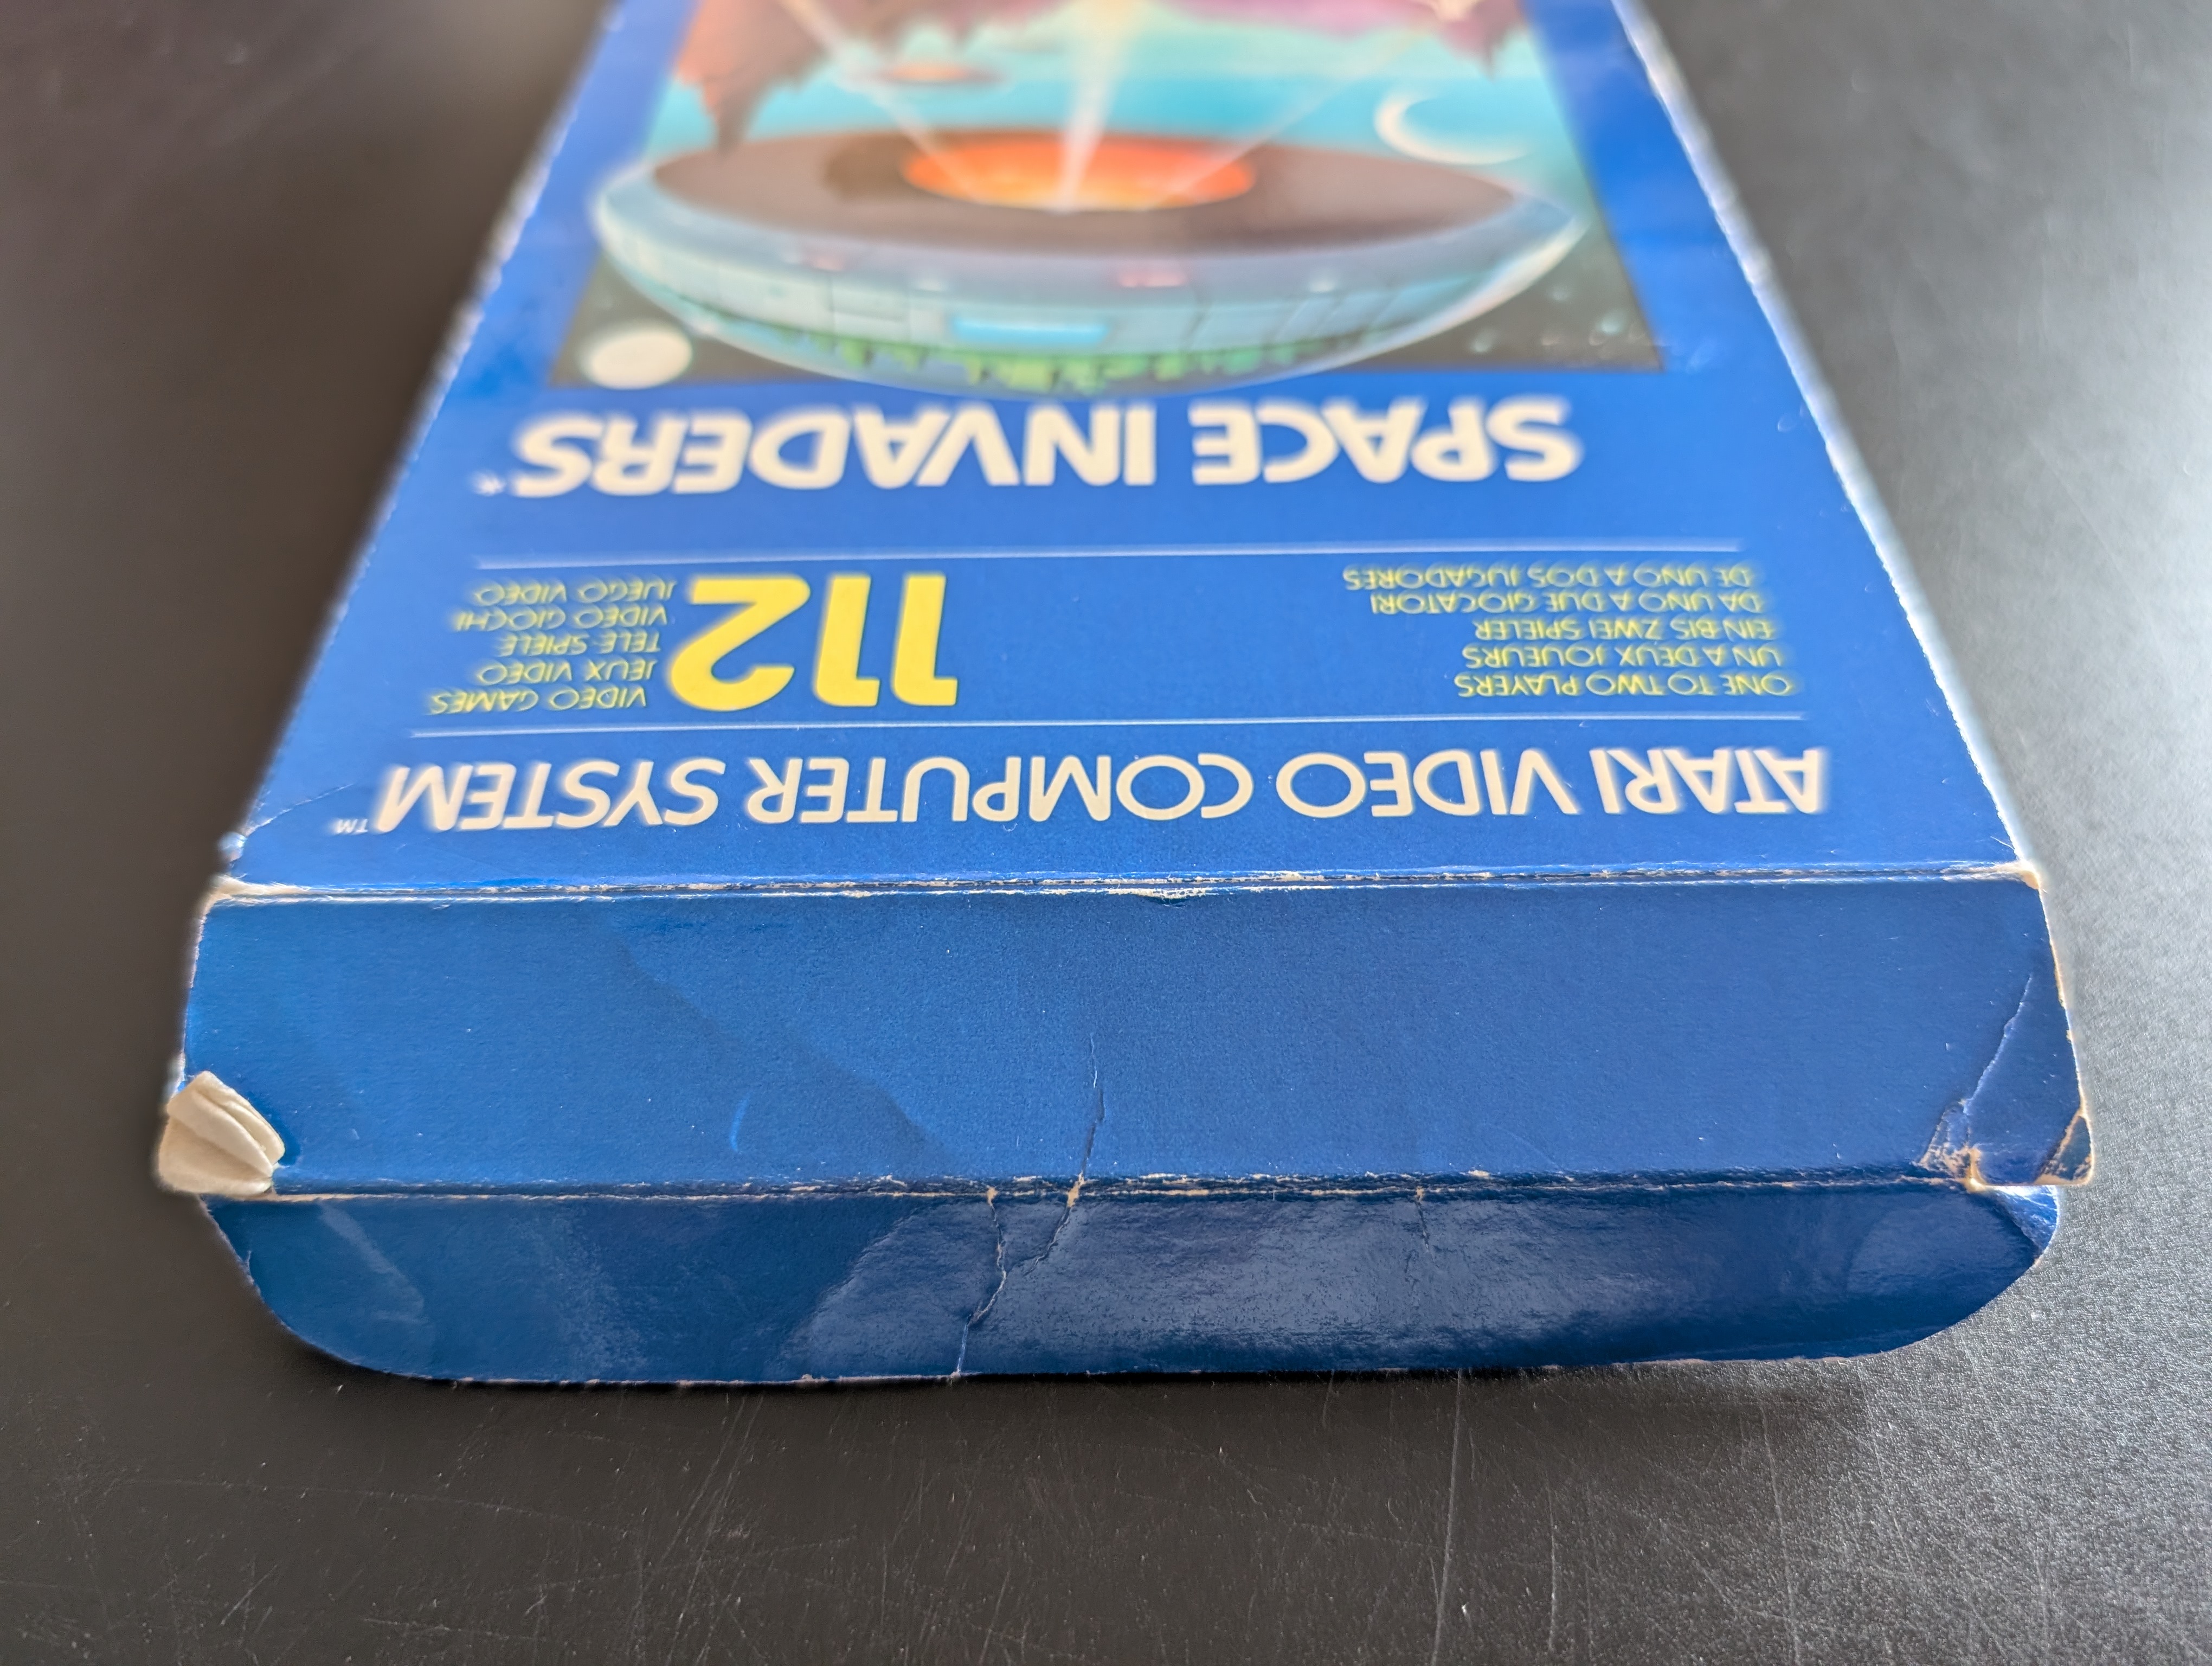 ATARI VIDEO COMPUTER SYSTEM™
ONE TO TWO PLAYERS
UN A DEUX JOUEURS
EIN BIS ZWEI SPIELER
DA UNO A DUE GIOCATORI
DE UNO A DOS JUGADORES
112
VIDEO GAMES
JEUX VIDEO
TELE-SPIELE
VIDEO GIOCHI
JUEGO VIDEO
SPACE INVADERS